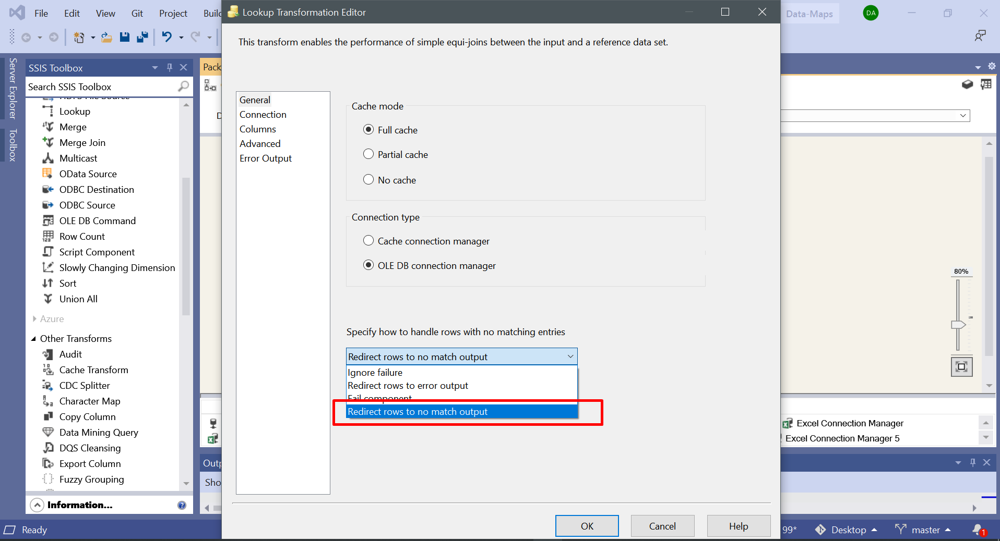 File Edit View Git Project Build
Lookup Transformation Editor
Data-Maps
DA
This transform enables the performance of simple equi-joins between the input and a reference data set.
Server Explorer
Toolbox
SSIS Toolbox
Search SSIS Toolbox
HDFS File Source
Lookup
Merge
Merge Join
Multicast
OData Source
ODBC Destination
ODBC Source
OLE DB Command
Row Count
Script Component
Slowly Changing Dimension
Sort
Union All
Azure
Other Transforms
Audit
Cache Transform
CDC Splitter
Character Map
Copy Column
Data Mining Query
DQS Cleansing
Export Column
Fuzzy Grouping
Information...
Pack
D
General
Connection
Columns
Advanced
Error Output
Cache mode
Full cache
Partial cache
No cache
Connection type
Cache connection manager
OLE DB connection manager
Specify how to handle rows with no matching entries
Redirect rows to no match output
Ignore failure
Redirect rows to error output
Fail component
Redirect rows to no match output
80%
Excel Connection Manager
Excel Connection Manager 5
Outp
Sho
OK Cancel Help
Ready
99* Desktop master 1